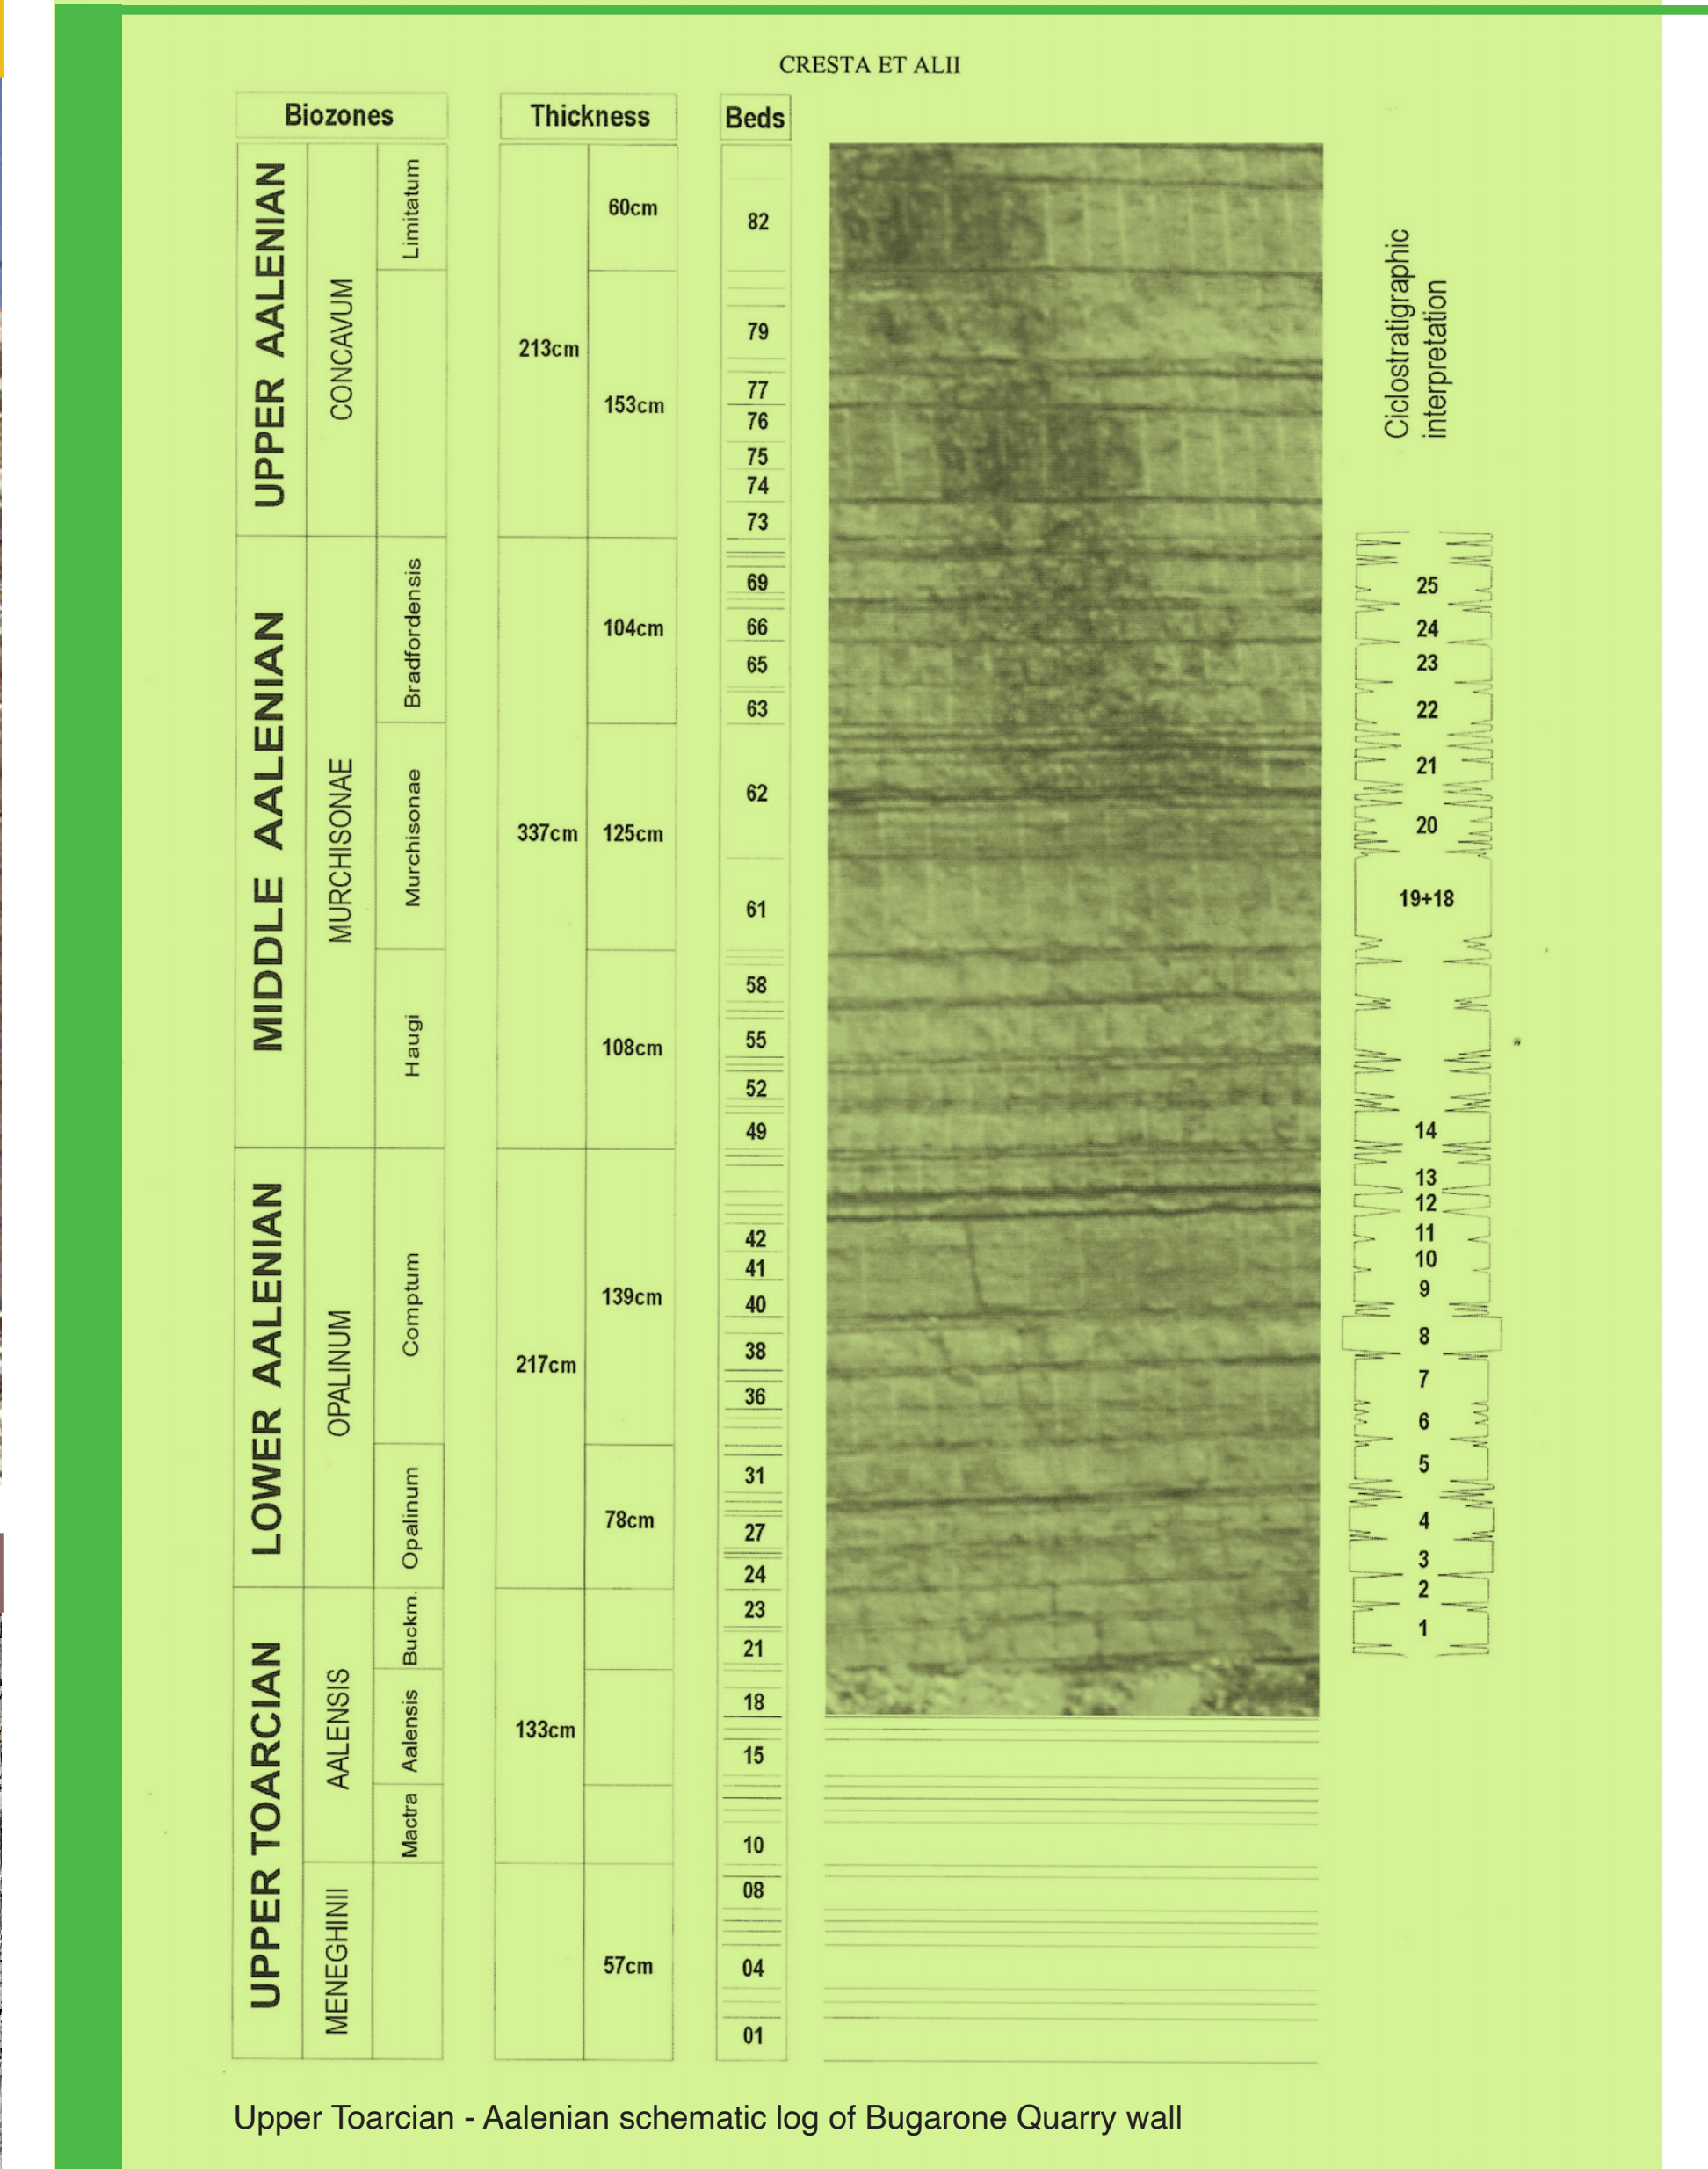 CRESTA ET ALII
Biozones
Thickness
Beds
UPPER AALENIAN
MIDDLE AALENIAN
LOWER AALENIAN
UPPER TOARCIAN
CONCAVUM
MURCHISONAE
OPALINUM
AALENSIS
MENEGHINII
Limitatum
Bradfordensis
Murchisonae
Haugi
Comptum
Opalinum
Buckm.
Aalensis
Mactra
213cm
337cm
217cm
133cm
60cm
153cm
104cm
125cm
108cm
139cm
78cm
57cm
82
79
77
76
75
74
73
69
66
65
63
62
61
58
55
52
49
42
41
40
38
36
31
27
24
23
21
18
15
10
08
04
01
Ciclostratigraphic
interpretation
25
24
23
22
21
20
19+18
14
13
12
11
10
9
8
7
6
5
4
3
2
1
Upper Toarcian - Aalenian schematic log of Bugarone Quarry wall